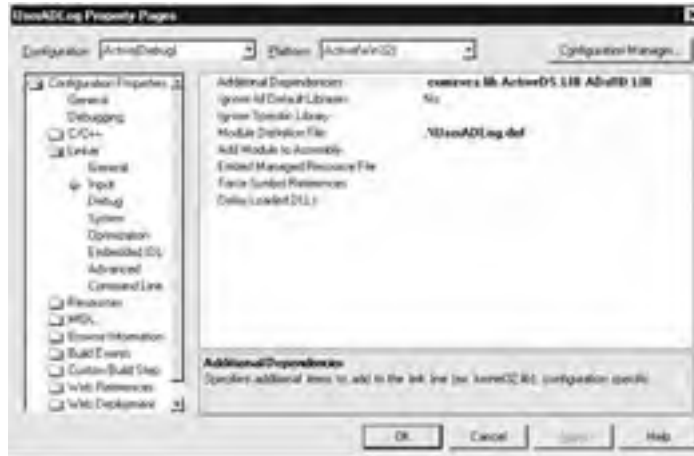 UsesADLog Property Pages
Configuration: Active(Debug)
Platform: Active(Win32)
Configuration Manager...
Configuration Properties
General
Debugging
C/C++
Linker
General
Input
Debug
System
Optimization
Embedded IDL
Advanced
Command Line
Resources
MIDL
Browse Information
Build Events
Custom Build Step
Web References
Web Deployment
Additional Dependencies comsvcs.lib ActiveDS.LIB ADsIID.LIB
Ignore All Default Libraries No
Ignore Specific Library
Module Definition File .\UsesADLog.def
Add Module to Assembly
Embed Managed Resource File
Force Symbol References
Delay Loaded DLLs
Additional Dependencies
Specifies additional items to add to the link line (ex: kernel32.lib); configuration specific.
OK
Cancel
Apply
Help